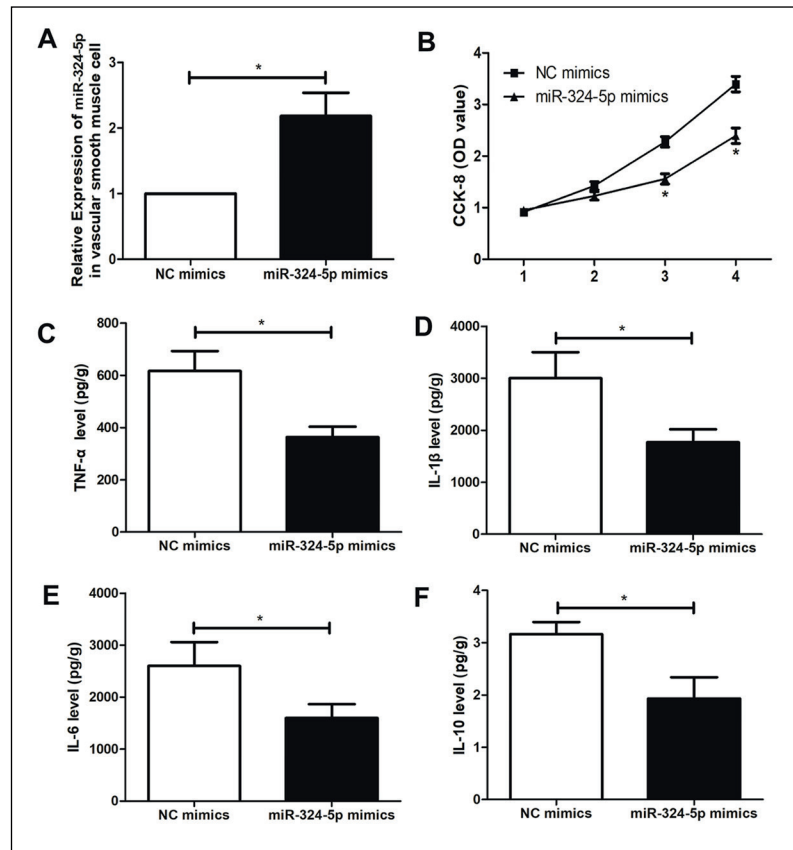 A
Relative Expression of miR-324-5p
in vascular smooth muscle cell
3
2
1
0
*
NC mimics
miR-324-5p mimics
B
CCK-8 (OD value)
4
3
2
1
0
NC mimics
miR-324-5p mimics
*
*
1 2 3 4
C
TNF-α level (pg/g)
800
600
400
200
0
*
NC mimics
miR-324-5p mimics
D
IL-1β level (pg/g)
4000
3000
2000
1000
0
*
NC mimics
miR-324-5p mimics
E
IL-6 level (pg/g)
4000
3000
2000
1000
0
*
NC mimics
miR-324-5p mimics
F
IL-10 level (pg/g)
4
3
2
1
0
*
NC mimics
miR-324-5p mimics